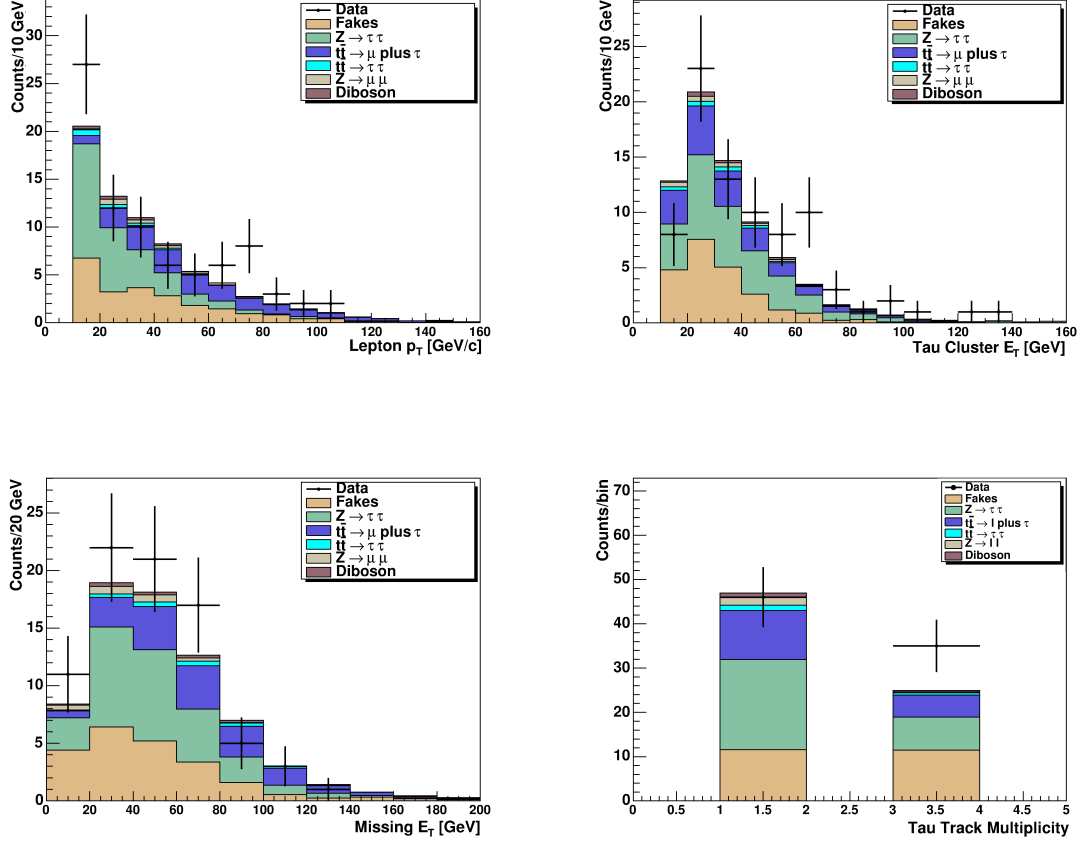 Counts/10 GeV
30
25
20
15
10
5
0
0 20 40 60 80 100 120 140 160
Lepton p_T [GeV/c]
Data
Fakes
Z → τ τ
tt̄ → μ plus τ
tt̄ → τ τ
Z → μ μ
Diboson
Counts/10 GeV
25
20
15
10
5
0
0 20 40 60 80 100 120 140 160
Tau Cluster E_T [GeV]
Data
Fakes
Z → τ τ
tt̄ → μ plus τ
tt̄ → τ τ
Z → μ μ
Diboson
Counts/20 GeV
25
20
15
10
5
0
0 20 40 60 80 100 120 140 160 180 200
Missing E_T [GeV]
Data
Fakes
Z → τ τ
tt̄ → μ plus τ
tt̄ → τ τ
Z → μ μ
Diboson
Counts/bin
70
60
50
40
30
20
10
0
0 0.5 1 1.5 2 2.5 3 3.5 4 4.5 5
Tau Track Multiplicity
Data
Fakes
Z → τ τ
tt̄ → l plus τ
tt̄ → τ τ
Z → l l
Diboson